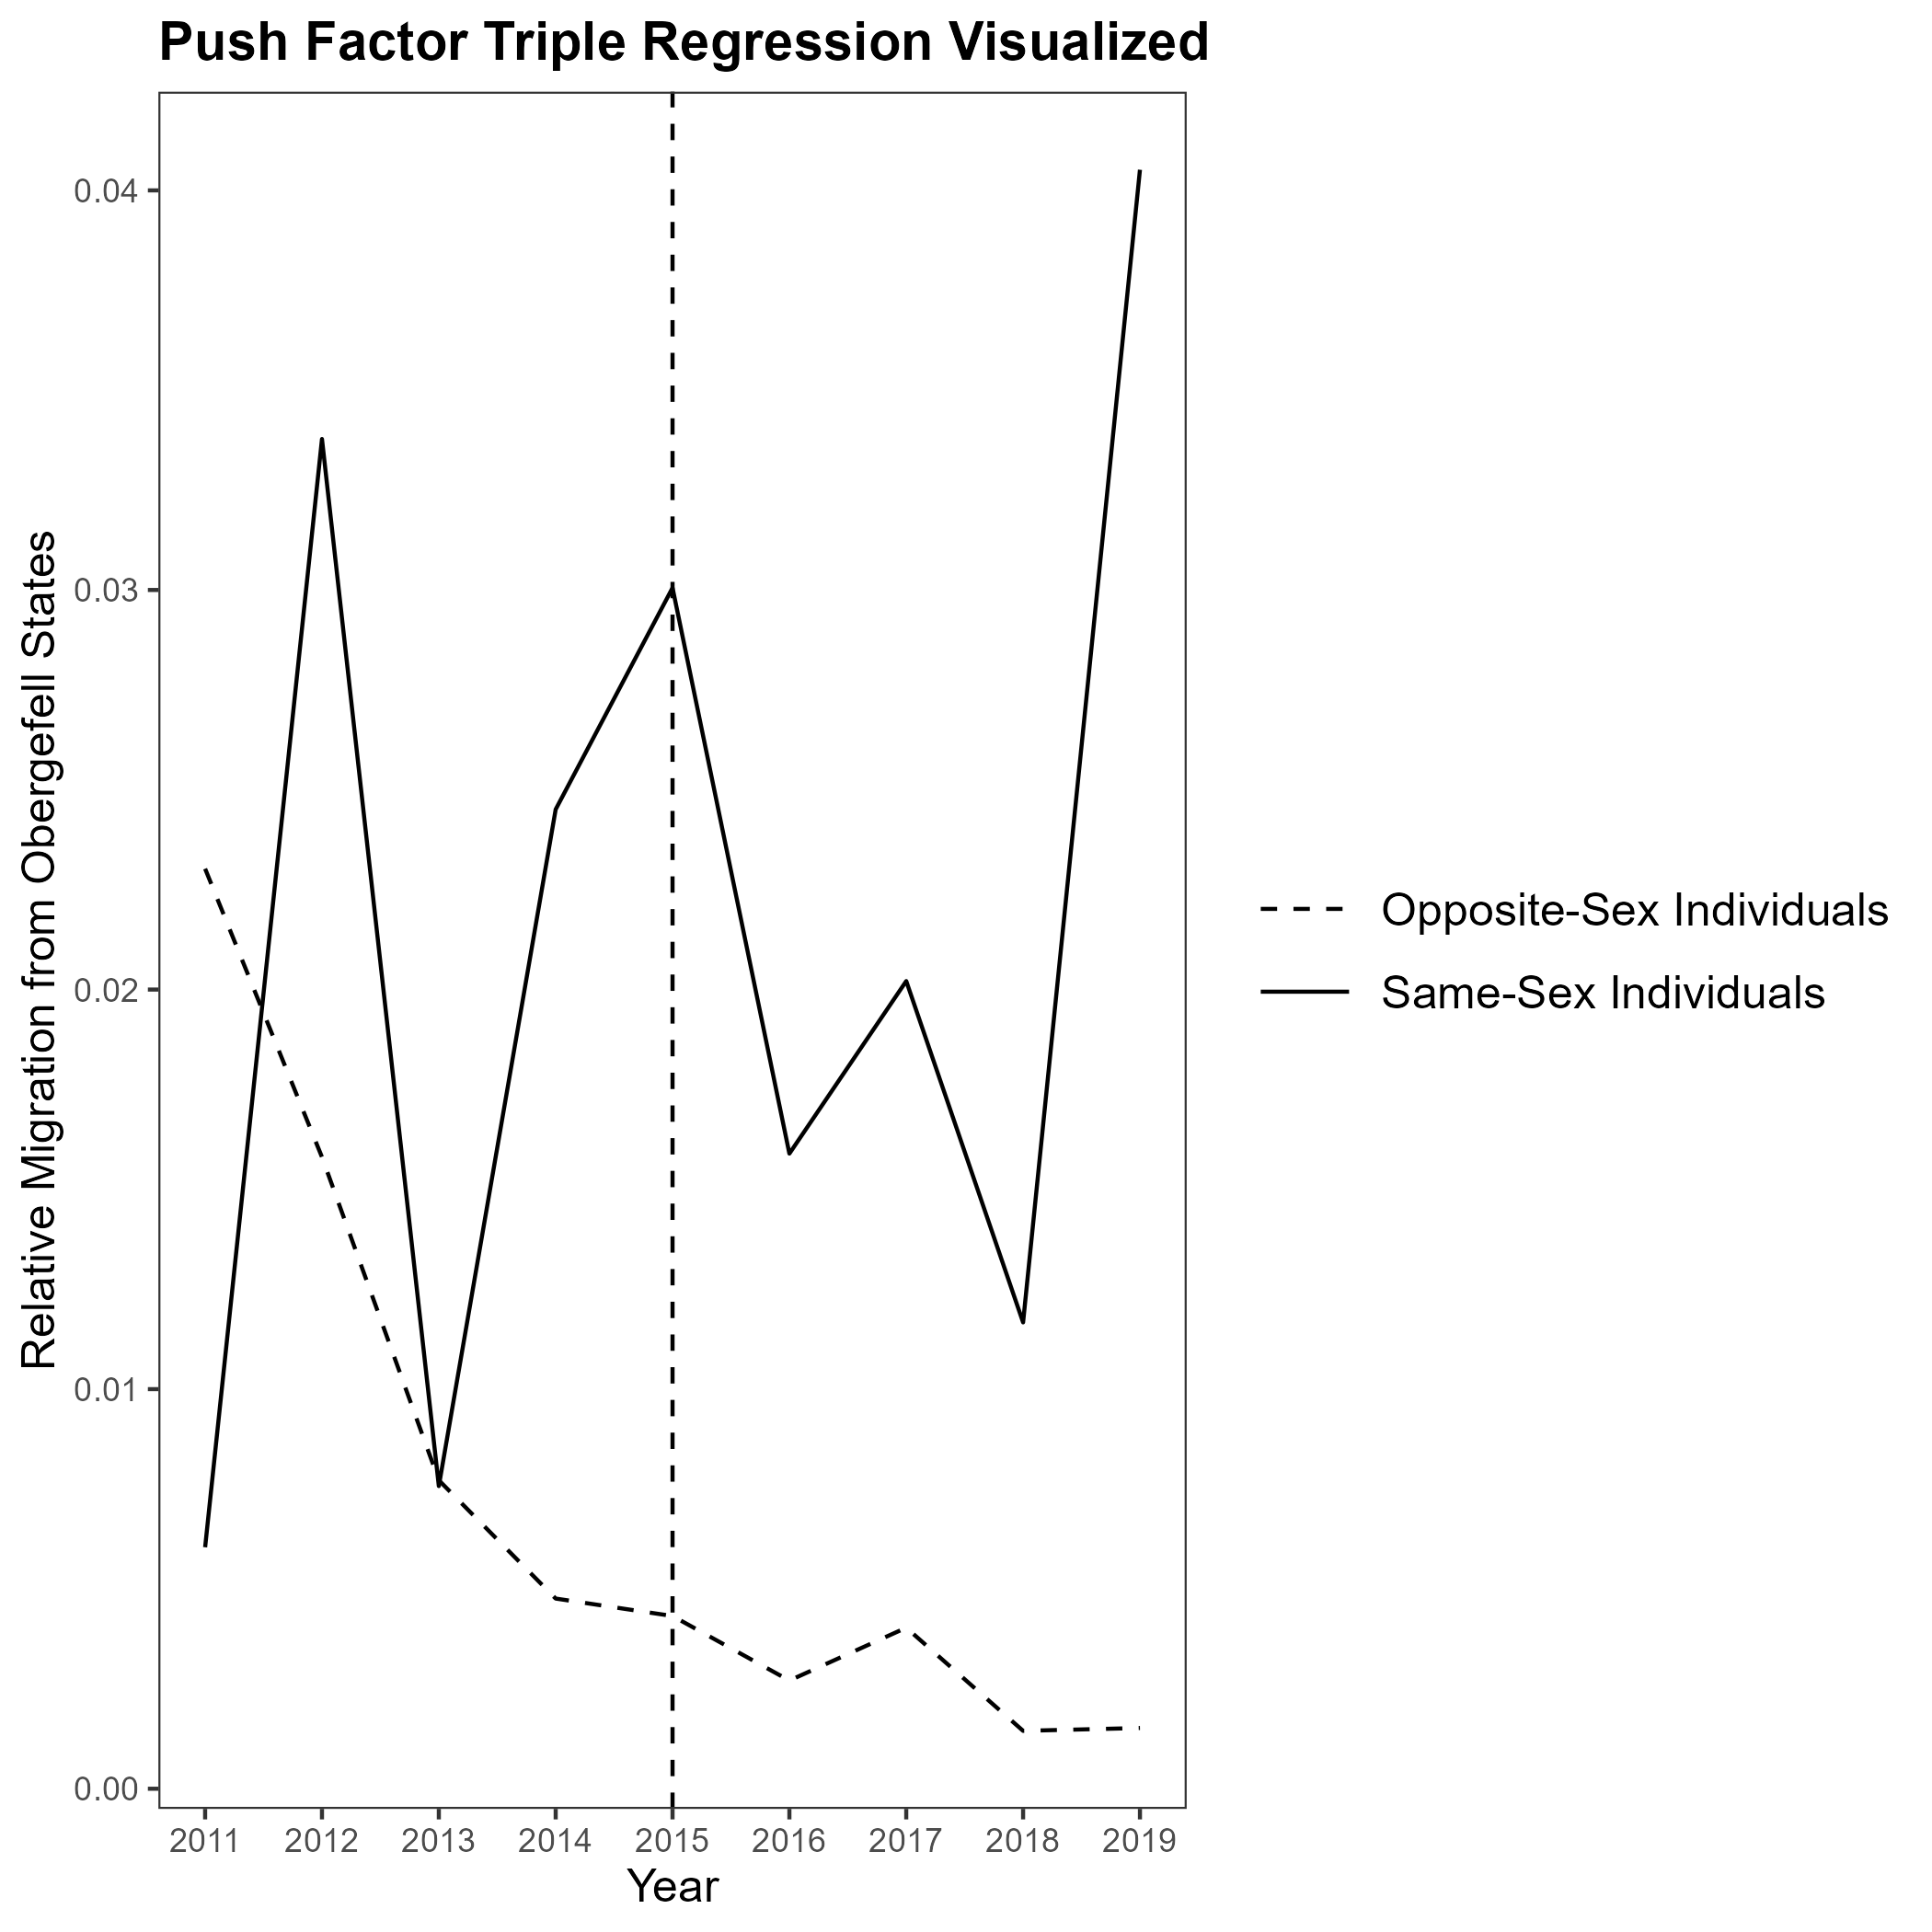 Push Factor Triple Regression Visualized
Relative Migration from Obergefell States
0.04
0.03
0.02
0.01
0.00
2011 2012 2013 2014 2015 2016 2017 2018 2019
Year
Opposite-Sex Individuals
Same-Sex Individuals